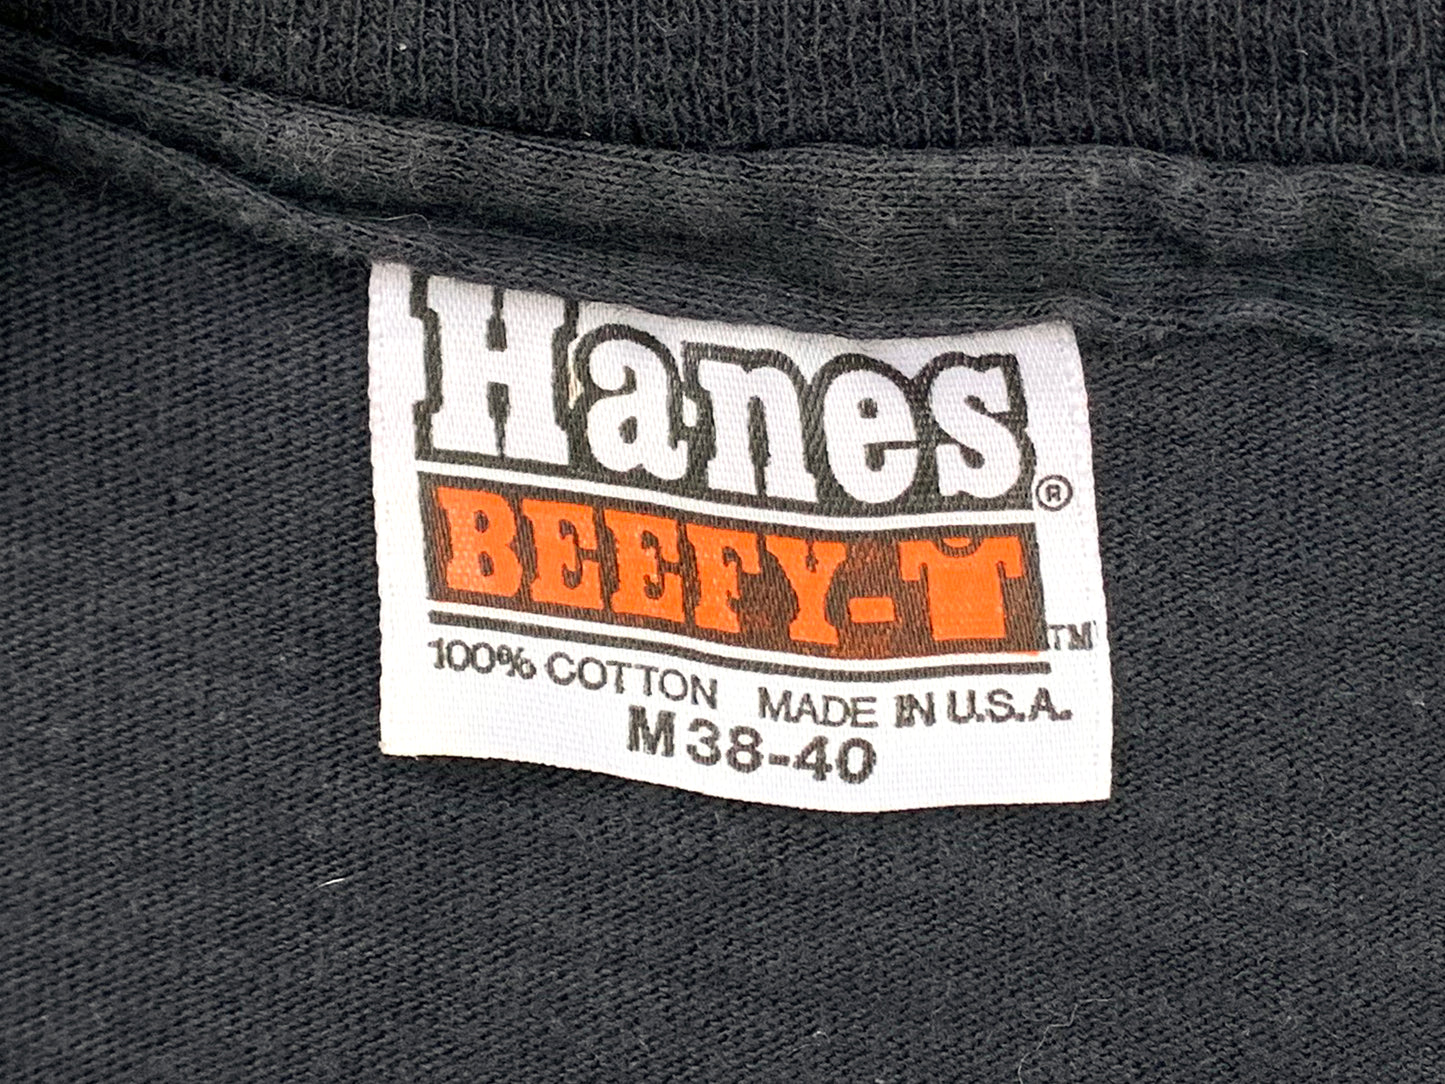 Hanes®
BEEFY-T™
100% COTTON MADE IN U.S.A.
M 38-40